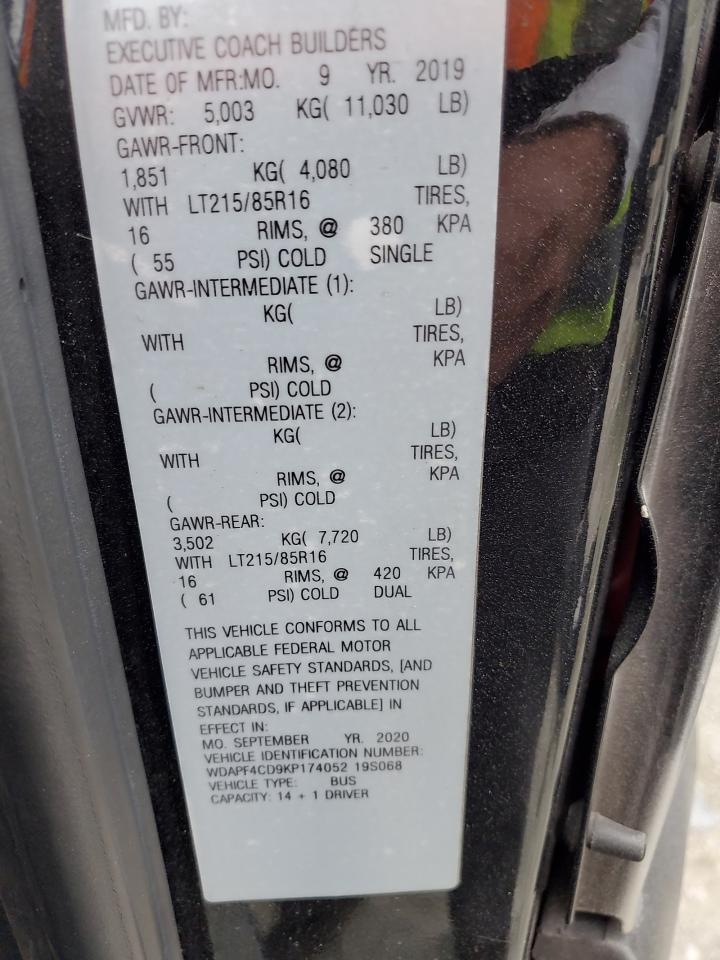 MFD. BY:
EXECUTIVE COACH BUILDERS
DATE OF MFR:MO. 9 YR. 2019
GVWR: 5,003 KG( 11,030 LB)
GAWR-FRONT:
1,851 KG( 4,080 LB)
WITH LT215/85R16 TIRES,
16 RIMS, @ 380 KPA
( 55 PSI) COLD SINGLE
GAWR-INTERMEDIATE (1):
KG( LB)
WITH TIRES,
RIMS, @ KPA
( PSI) COLD
GAWR-INTERMEDIATE (2):
KG( LB)
WITH TIRES,
RIMS, @ KPA
( PSI) COLD
GAWR-REAR:
3,502 KG( 7,720 LB)
WITH LT215/85R16 TIRES,
16 RIMS, @ 420 KPA
( 61 PSI) COLD DUAL
THIS VEHICLE CONFORMS TO ALL
APPLICABLE FEDERAL MOTOR
VEHICLE SAFETY STANDARDS, [AND
BUMPER AND THEFT PREVENTION
STANDARDS, IF APPLICABLE] IN
EFFECT IN:
MO. SEPTEMBER YR. 2020
VEHICLE IDENTIFICATION NUMBER:
WDAPF4CD9KP174052 19S068
VEHICLE TYPE: BUS
CAPACITY: 14 + 1 DRIVER